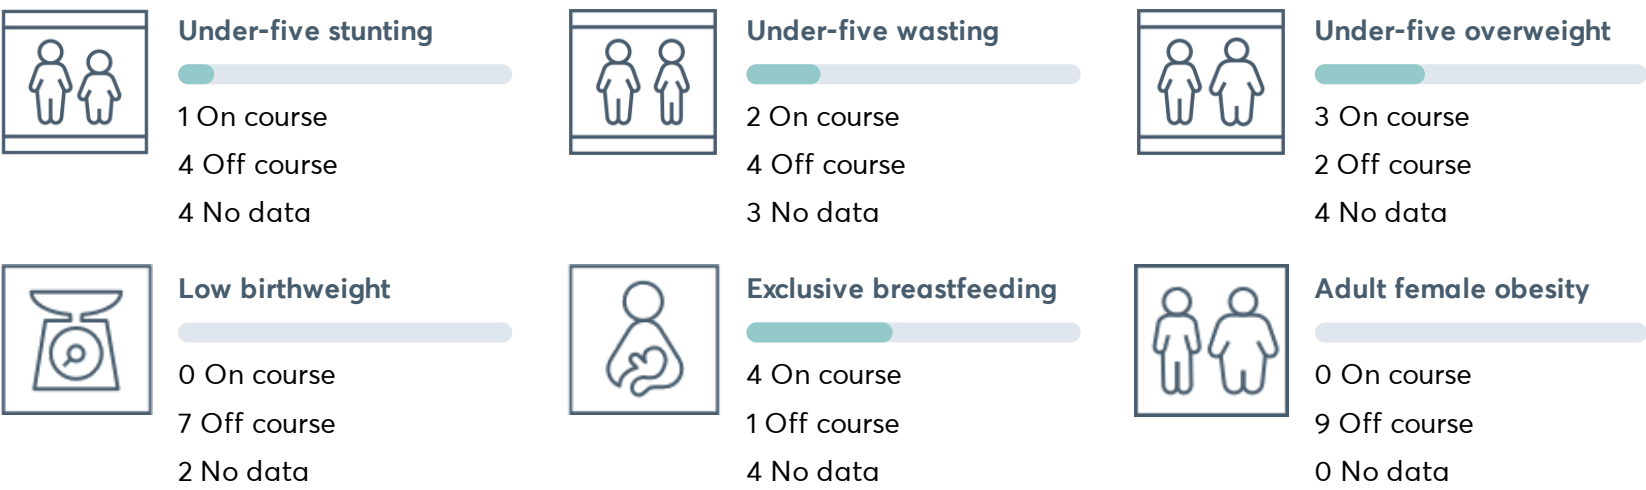 Under-five stunting
1 On course
4 Off course
4 No data
Under-five wasting
2 On course
4 Off course
3 No data
Under-five overweight
3 On course
2 Off course
4 No data
Low birthweight
0 On course
7 Off course
2 No data
Exclusive breastfeeding
4 On course
1 Off course
4 No data
Adult female obesity
0 On course
9 Off course
0 No data